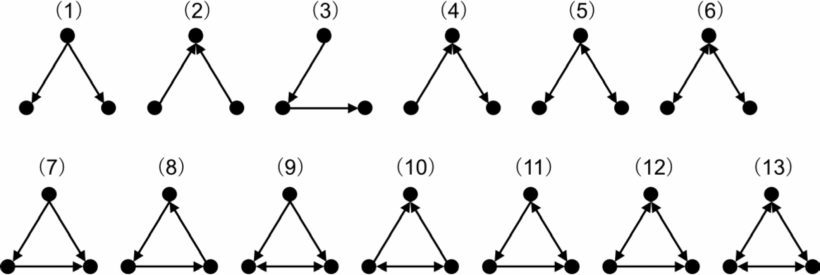 (1) (2) (3) (4) (5) (6)
(7) (8) (9) (10) (11) (12) (13)